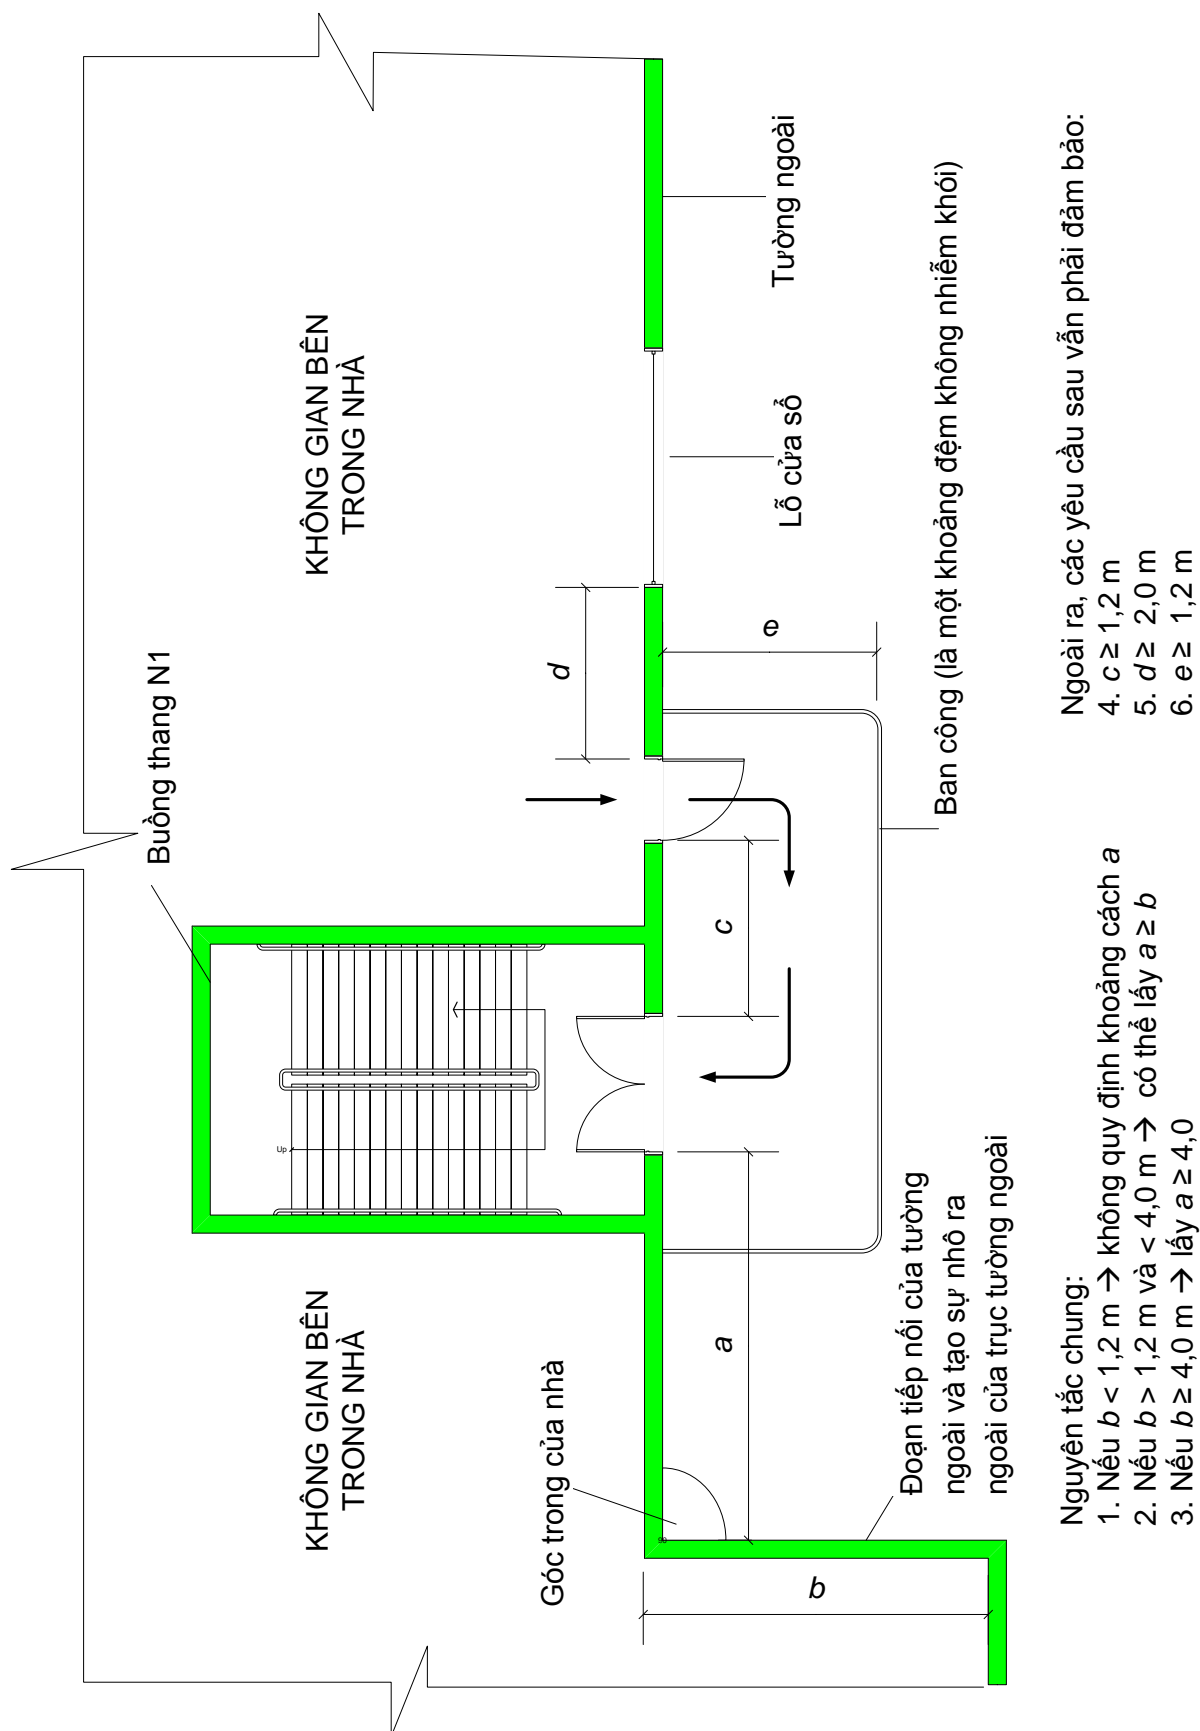 KHÔNG GIAN BÊN
TRONG NHÀ
Buồng thang N1
KHÔNG GIAN BÊN
TRONG NHÀ
Up
Góc trong của nhà
30
d
c
a
e
b
Tường ngoài
Lỗ cửa sổ
Ban công (là một khoảng đệm không nhiễm khói)
Đoạn tiếp nối của tường
ngoài và tạo sự nhô ra
ngoài của trục tường ngoài
Nguyên tắc chung:
1. Nếu b < 1,2 m → không quy định khoảng cách a
2. Nếu b > 1,2 m và < 4,0 m → có thể lấy a ≥ b
3. Nếu b ≥ 4,0 m → lấy a ≥ 4,0
Ngoài ra, các yêu cầu sau vẫn phải đảm bảo:
4. c ≥ 1,2 m
5. d ≥ 2,0 m
6. e ≥ 1,2 m